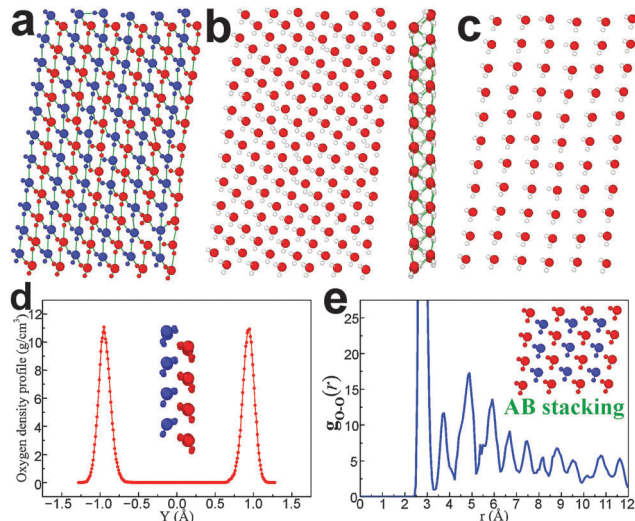 a
b
c
d
Oxygen density profile (g/cm³)
12
10
8
6
4
2
0
−1.5 −1.0 −0.5 0.0 0.5 1.0 1.5
Y (Å)
e
g_O-O(r)
25
20
15
10
5
0
AB stacking
0 1 2 3 4 5 6 7 8 9 10 11 12
r (Å)